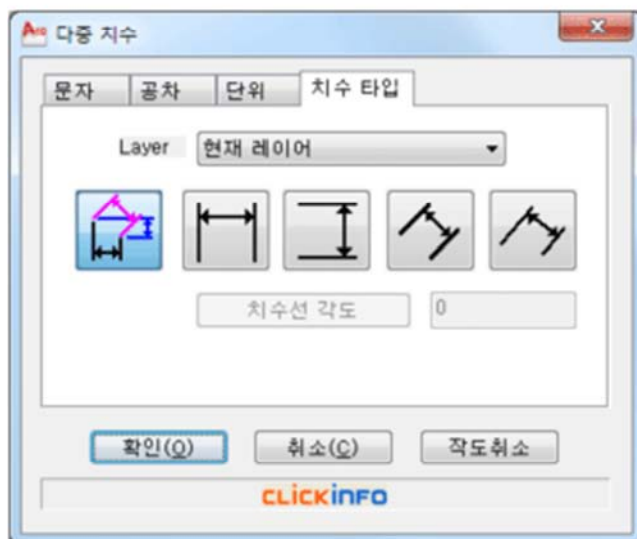 다중 치수
문자 공차 단위 치수 타입
Layer 현재 레이어
치수선 각도 0
확인(O) 취소(C) 작도취소
CLICKINFO